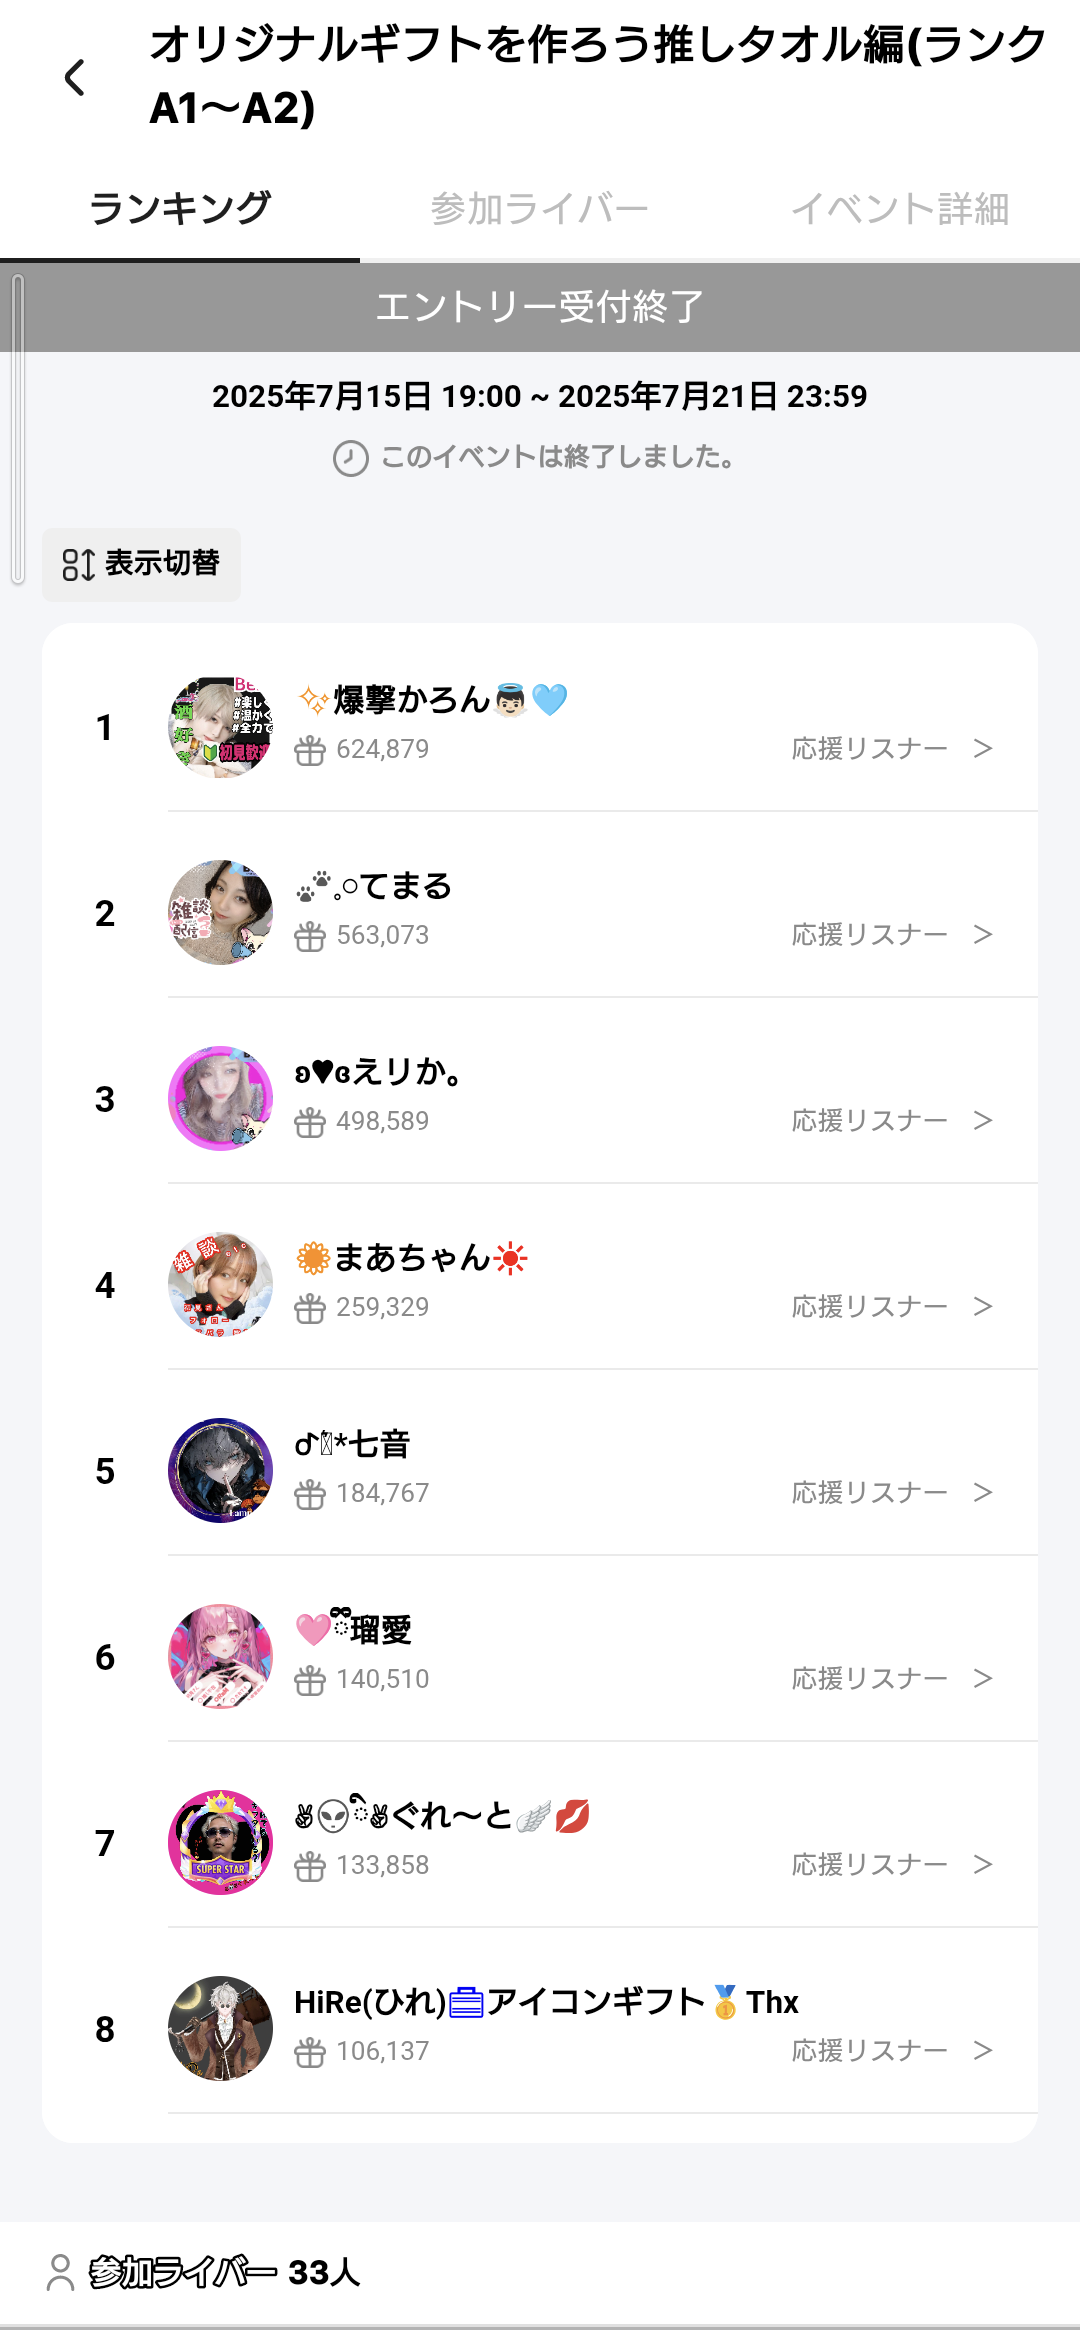 オリジナルギフトを作ろう推しタオル編(ランク
A1〜A2)
ランキング 参加ライバー イベント詳細
エントリー受付終了
2025年7月15日 19:00 ~ 2025年7月21日 23:59
このイベントは終了しました。
表示切替
1
✨爆撃かろん👼🏻🩵
624,879 応援リスナー >
2
🐾𓈒𓏸てまる
563,073 応援リスナー >
3
ʚ♥ɞえリか。
498,589 応援リスナー >
4
🌼まあちゃん☀️
259,329 応援リスナー >
5
*七音
184,767 応援リスナー >
雑談
配信
6
🩷瑠愛
140,510 応援リスナー >
7
✌👽✌ぐれ〜と🪽💋
133,858 応援リスナー >
SUPER STAR
8
HiRe(ひれ)アイコンギフト🥇Thx
106,137 応援リスナー >
参加ライバー 33人